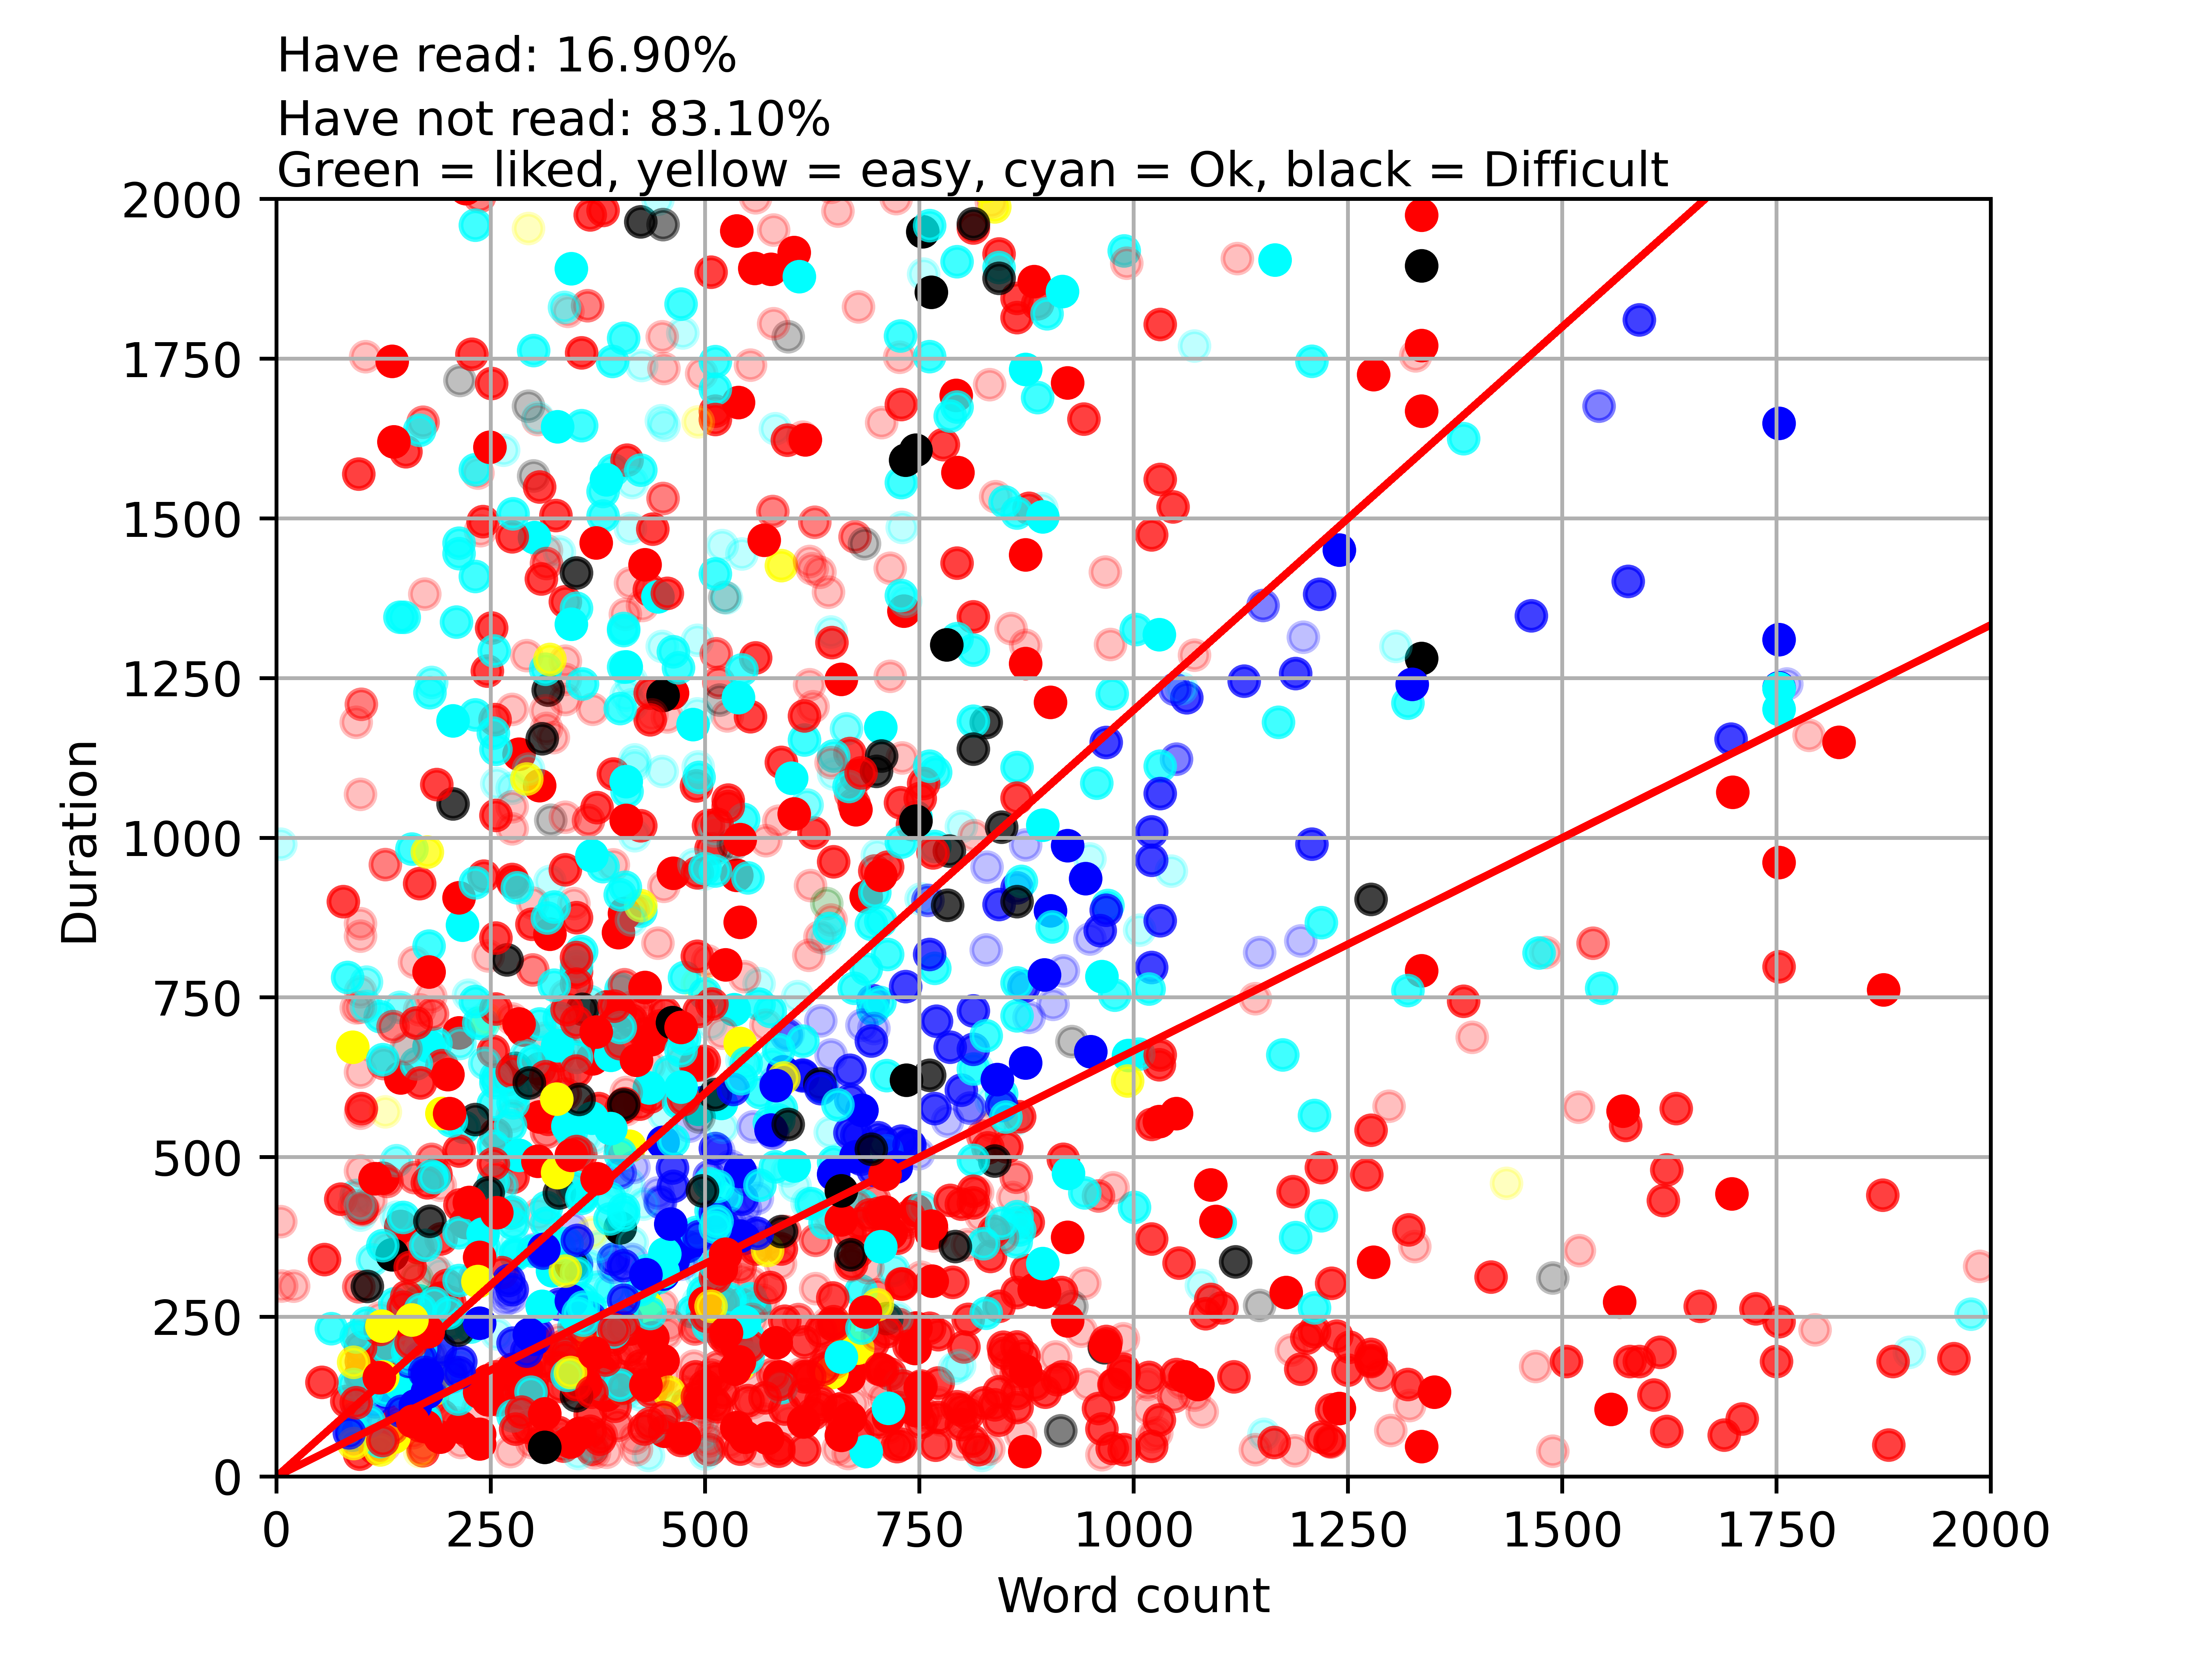 Have read: 16.90%
Have not read: 83.10%
Green = liked, yellow = easy, cyan = Ok, black = Difficult
2000
1750
1500
1250
1000
750
500
250
0
Duration
0 250 500 750 1000 1250 1500 1750 2000
Word count